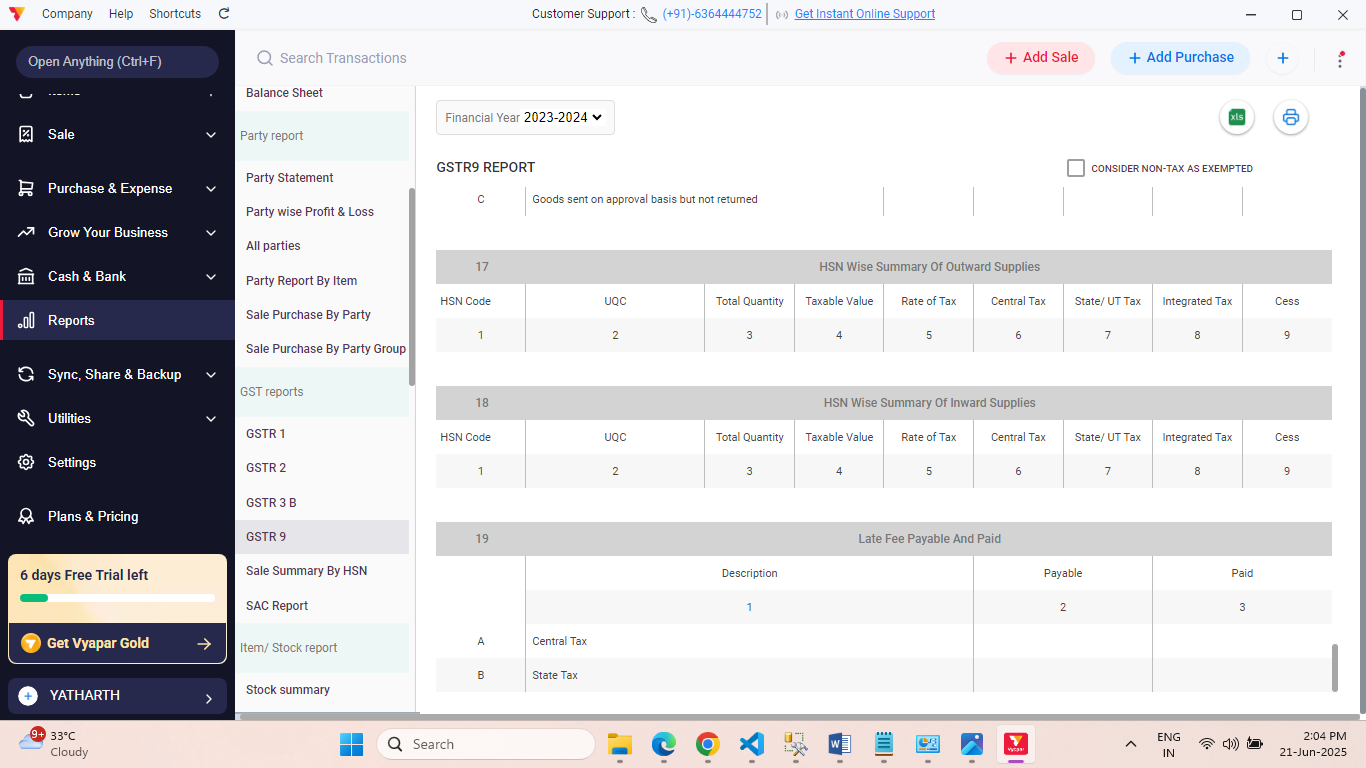 Company Help Shortcuts
Customer Support : (+91)-6364444752 Get Instant Online Support
Open Anything (Ctrl+F)
Search Transactions
+ Add Sale
+ Add Purchase
Items
Sale
Purchase & Expense
Grow Your Business
Cash & Bank
Reports
Sync, Share & Backup
Utilities
Settings
Plans & Pricing
6 days Free Trial left
Get Vyapar Gold
YATHARTH
Balance Sheet
Party report
Party Statement
Party wise Profit & Loss
All parties
Party Report By Item
Sale Purchase By Party
Sale Purchase By Party Group
GST reports
GSTR 1
GSTR 2
GSTR 3 B
GSTR 9
Sale Summary By HSN
SAC Report
Item/ Stock report
Stock summary
Financial Year 2023-2024
xls
GSTR9 REPORT
CONSIDER NON-TAX AS EXEMPTED
C Goods sent on approval basis but not returned
17 HSN Wise Summary Of Outward Supplies
HSN Code UQC Total Quantity Taxable Value Rate of Tax Central Tax State/ UT Tax Integrated Tax Cess
1 2 3 4 5 6 7 8 9
18 HSN Wise Summary Of Inward Supplies
HSN Code UQC Total Quantity Taxable Value Rate of Tax Central Tax State/ UT Tax Integrated Tax Cess
1 2 3 4 5 6 7 8 9
19 Late Fee Payable And Paid
Description Payable Paid
1 2 3
A Central Tax
B State Tax
9+
33°C
Cloudy
Search
Vyapar
ENG
IN
2:04 PM
21-Jun-2025